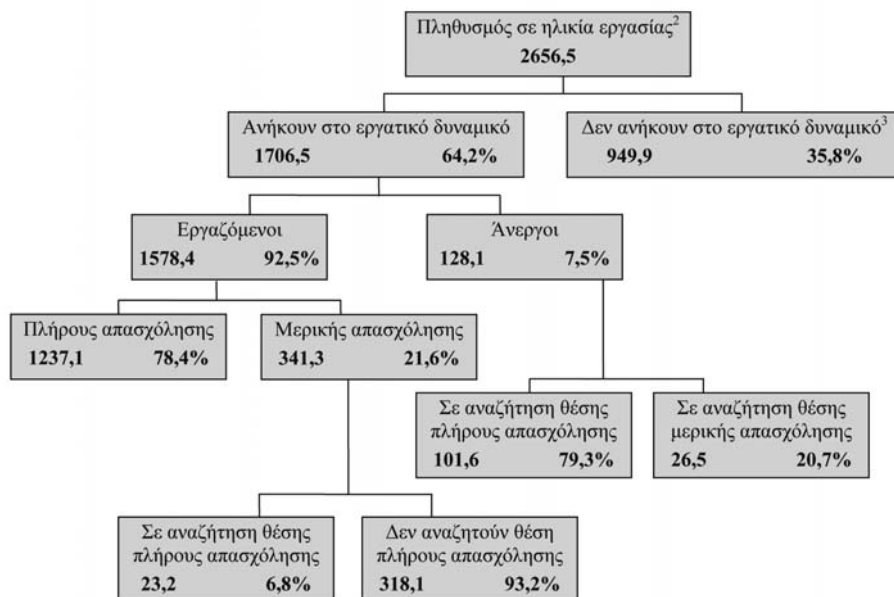 Πληθυσμός σε ηλικία εργασίας²
2656,5
Ανήκουν στο εργατικό δυναμικό
1706,5 64,2%
Δεν ανήκουν στο εργατικό δυναμικό³
949,9 35,8%
Εργαζόμενοι
1578,4 92,5%
Άνεργοι
128,1 7,5%
Πλήρους απασχόλησης
1237,1 78,4%
Μερικής απασχόλησης
341,3 21,6%
Σε αναζήτηση θέσης
πλήρους απασχόλησης
101,6 79,3%
Σε αναζήτηση θέσης
μερικής απασχόλησης
26,5 20,7%
Σε αναζήτηση θέσης
πλήρους απασχόλησης
23,2 6,8%
Δεν αναζητούν θέση
πλήρους απασχόλησης
318,1 93,2%